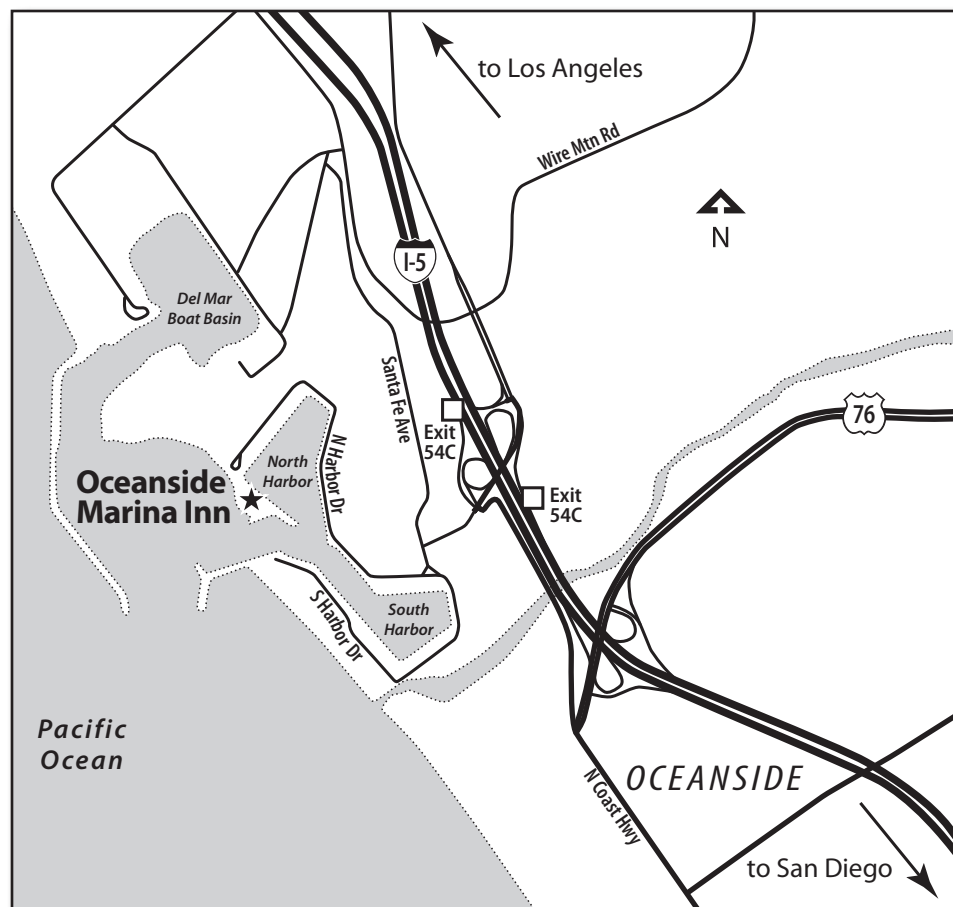 to Los Angeles
Wire Mtn Rd
N
I-5
Del Mar
Boat Basin
Santa Fe Ave
76
Exit
54C
North
Harbor
N Harbor Dr
Oceanside
Marina Inn
Exit
54C
S Harbor Dr
South
Harbor
Pacific
Ocean
OCEANSIDE
N Coast Hwy
to San Diego